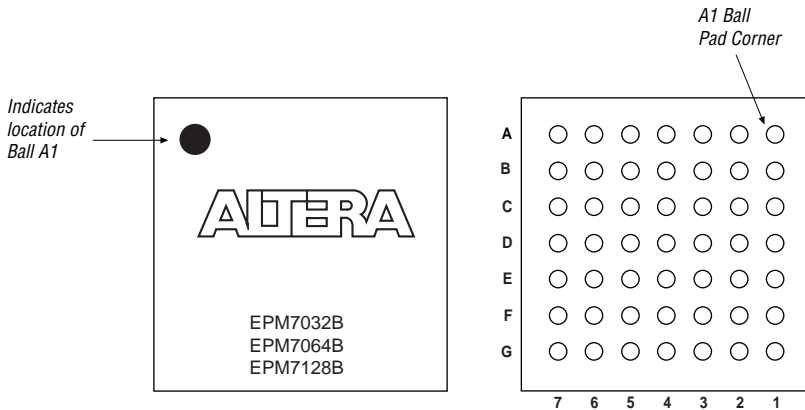 A1 Ball
Pad Corner
Indicates
location of
Ball A1
ALTERA
EPM7032B
EPM7064B
EPM7128B
A
B
C
D
E
F
G
7 6 5 4 3 2 1